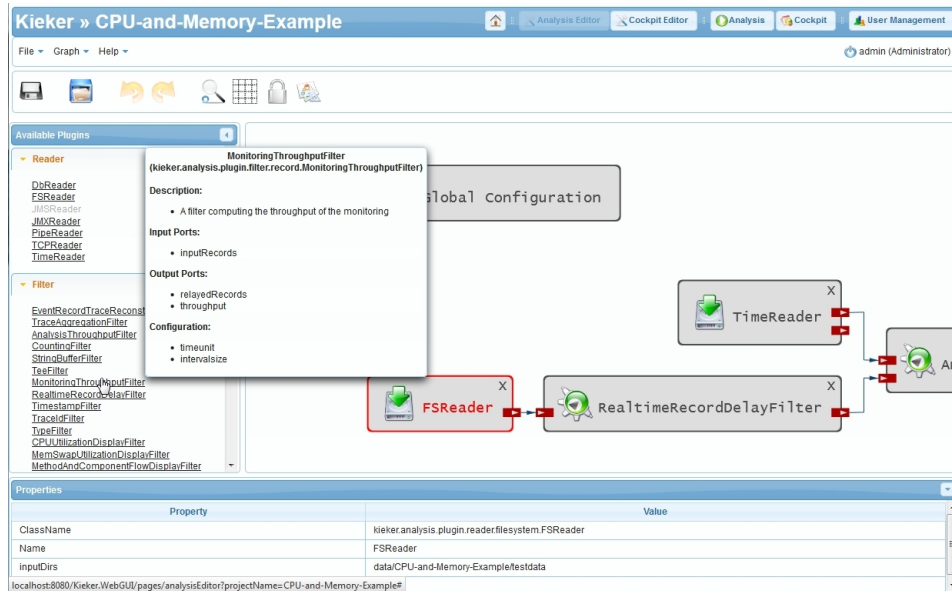 Kieker » CPU-and-Memory-Example
Analysis Editor
Cockpit Editor
Analysis
Cockpit
User Management
File
Graph
Help
admin (Administrator)
Available Plugins
Reader
DbReader
FSReader
JMSReader
JMXReader
PipeReader
TCPReader
TimeReader
Filter
EventRecordTraceReconst
TraceAggregationFilter
AnalysisThroughputFilter
CountingFilter
StringBufferFilter
TeeFilter
MonitoringThroughputFilter
RealtimeRecordDelayFilter
TimestampFilter
TraceIdFilter
TypeFilter
CPUUtilizationDisplayFilter
MemSwapUtilizationDisplayFilter
MethodAndComponentFlowDisplayFilter
MonitoringThroughputFilter
(kieker.analysis.plugin.filter.record.MonitoringThroughputFilter)
Description:
A filter computing the throughput of the monitoring
Input Ports:
inputRecords
Output Ports:
relayedRecords
throughput
Configuration:
timeunit
intervalsize
Global Configuration
X
TimeReader
X
FSReader
X
RealtimeRecordDelayFilter
An
Properties
Property
Value
ClassName
kieker.analysis.plugin.reader.filesystem.FSReader
Name
FSReader
inputDirs
data/CPU-and-Memory-Example/testdata
localhost:8080/Kieker.WebGUI/pages/analysisEditor?projectName=CPU-and-Memory-Example#